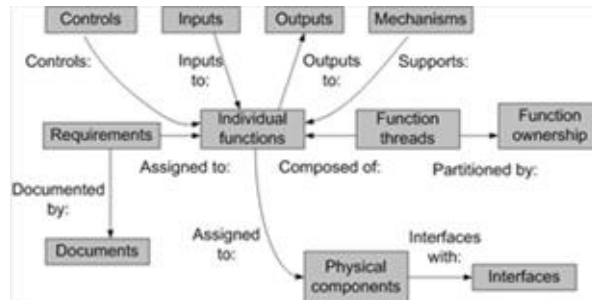 Controls
Inputs
Outputs
Mechanisms
Controls:
Inputs
to:
Outputs
to:
Supports:
Requirements
Individual
functions
Function
threads
Function
ownership
Assigned to:
Composed of:
Partitioned by:
Documented
by:
Documents
Assigned
to:
Physical
components
Interfaces
with:
Interfaces